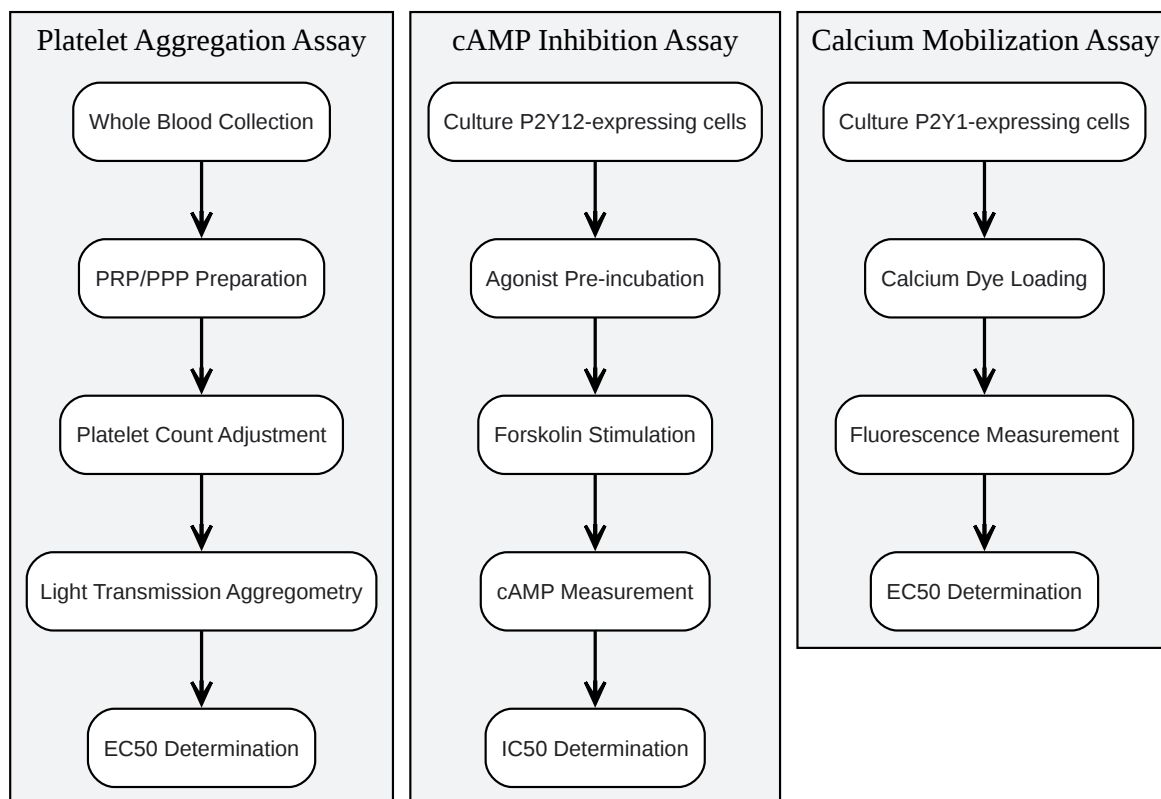 Platelet Aggregation Assay
Whole Blood Collection
PRP/PPP Preparation
Platelet Count Adjustment
Light Transmission Aggregometry
EC50 Determination
cAMP Inhibition Assay
Culture P2Y12-expressing cells
Agonist Pre-incubation
Forskolin Stimulation
cAMP Measurement
IC50 Determination
Calcium Mobilization Assay
Culture P2Y1-expressing cells
Calcium Dye Loading
Fluorescence Measurement
EC50 Determination